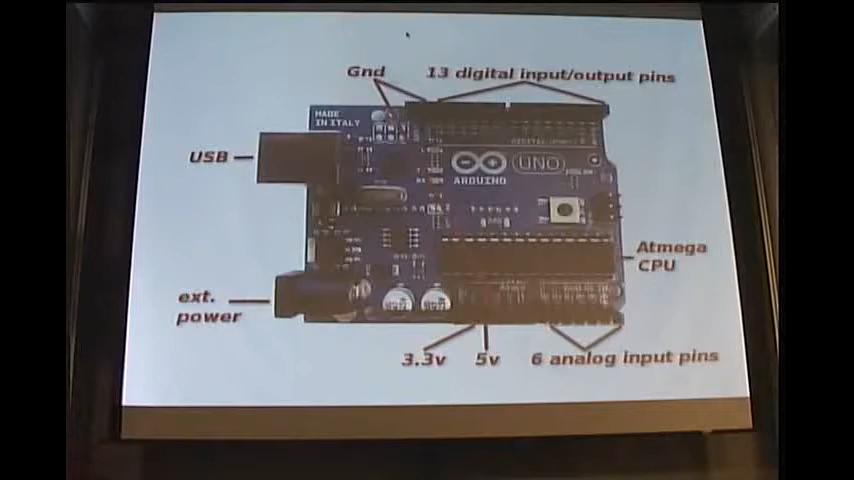 Gnd
13 digital input/output pins
MADE
IN ITALY
USB
UNO
ARDUINO
Atmega
CPU
ext.
power
3.3v
5v
6 analog input pins